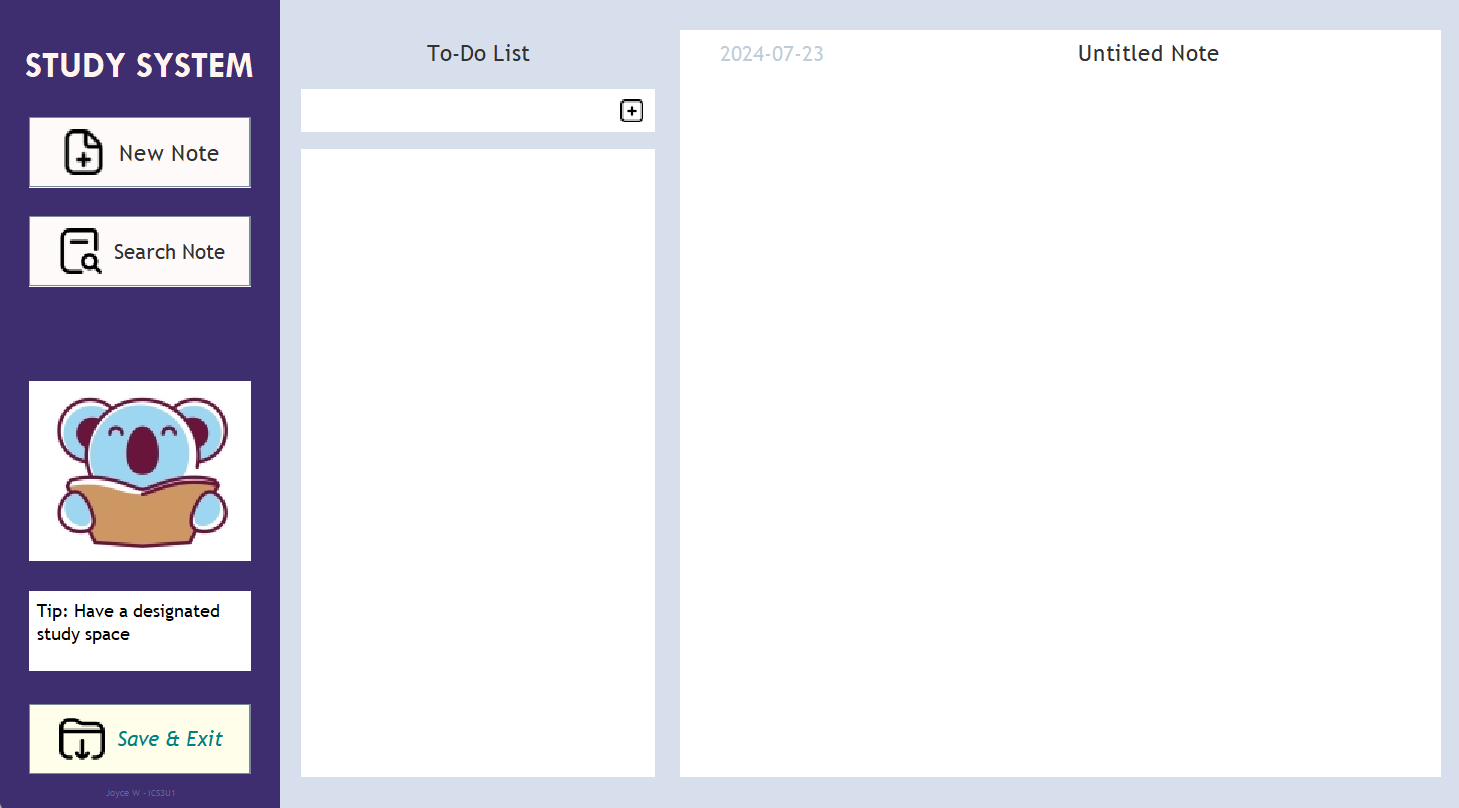 STUDY SYSTEM
New Note
Search Note
Tip: Have a designated
study space
Save & Exit
Joyce W - ICS3U1
To-Do List
2024-07-23
Untitled Note